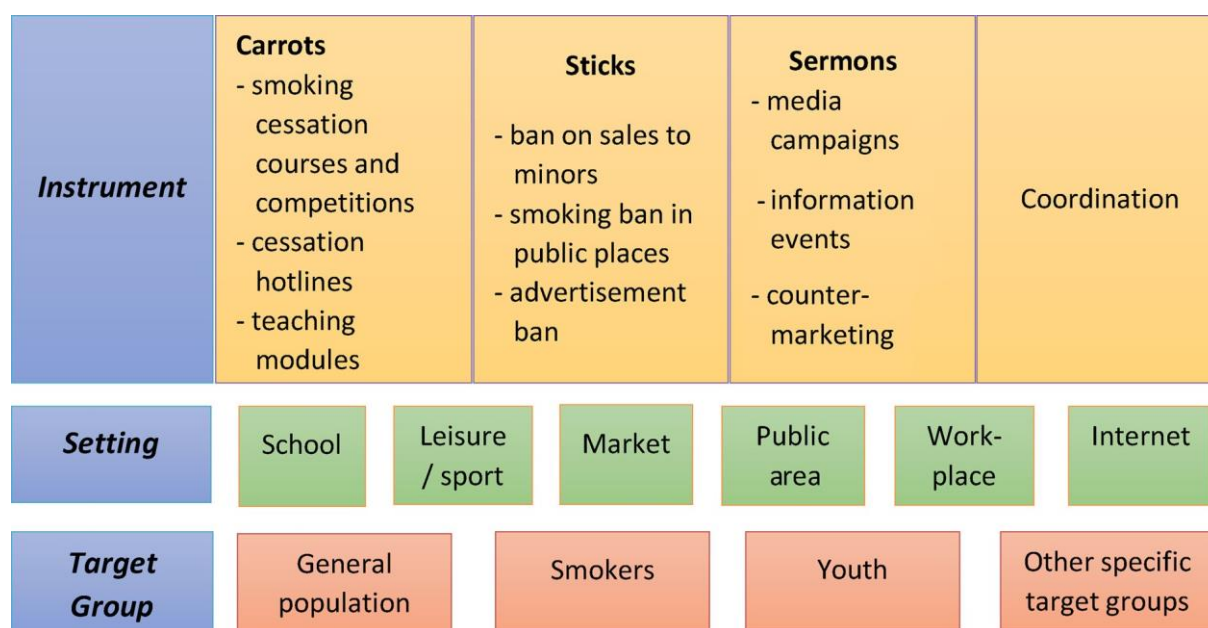 Instrument
Carrots
- smoking
cessation
courses and
competitions
- cessation
hotlines
- teaching
modules
Sticks
- ban on sales to
minors
- smoking ban in
public places
- advertisement
ban
Sermons
- media
campaigns
- information
events
- counter-
marketing
Coordination
Setting
School
Leisure
/ sport
Market
Public
area
Work-
place
Internet
Target
Group
General
population
Smokers
Youth
Other specific
target groups